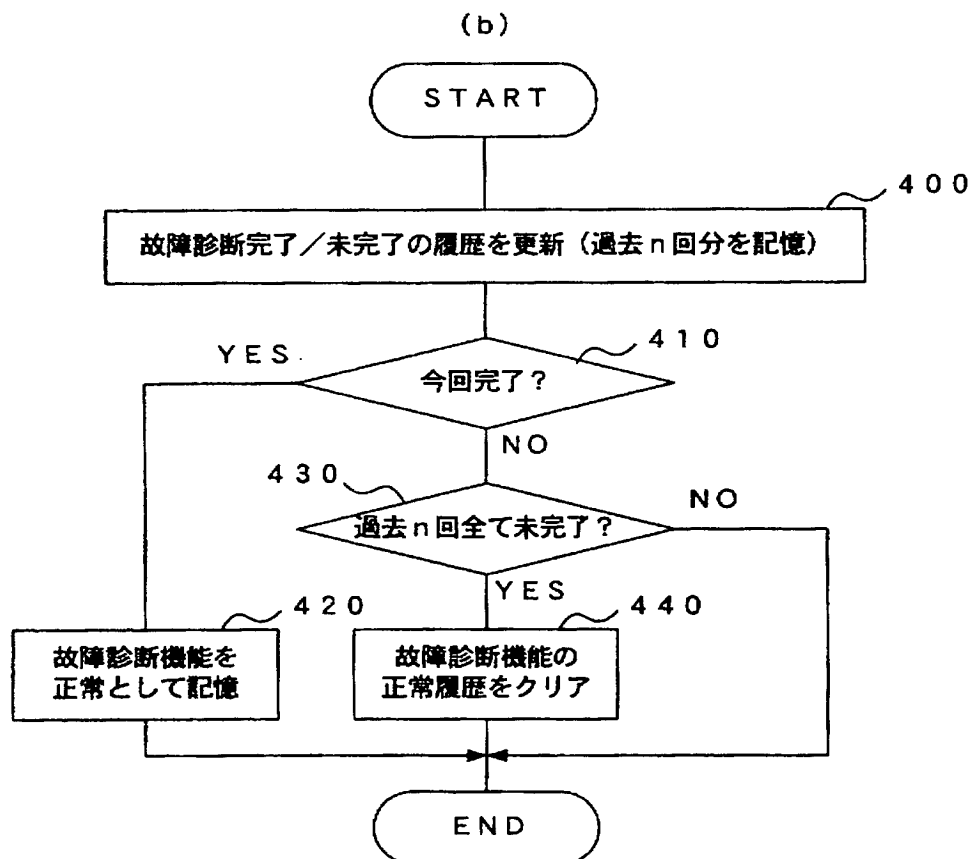 (b)
START
400
故障診断完了/未完了の履歴を更新(過去n回分を記憶)
410
YES
今回完了?
NO
430
NO
過去n回全て未完了?
YES
420
440
故障診断機能を
正常として記憶
故障診断機能の
正常履歴をクリア
END